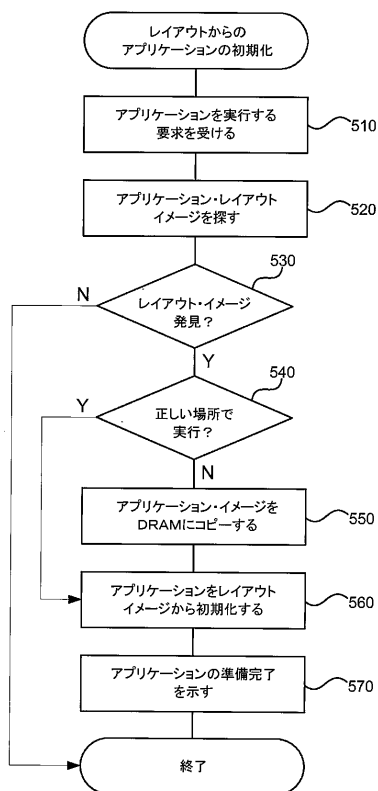 レイアウトからの
アプリケーションの初期化
アプリケーションを実行する
要求を受ける
510
アプリケーション・レイアウト
イメージを探す
520
530
N
レイアウト・イメージ
発見?
Y
540
Y
正しい場所で
実行?
N
アプリケーション・イメージを
DRAMにコピーする
550
アプリケーションをレイアウト
イメージから初期化する
560
アプリケーションの準備完了
を示す
570
終了